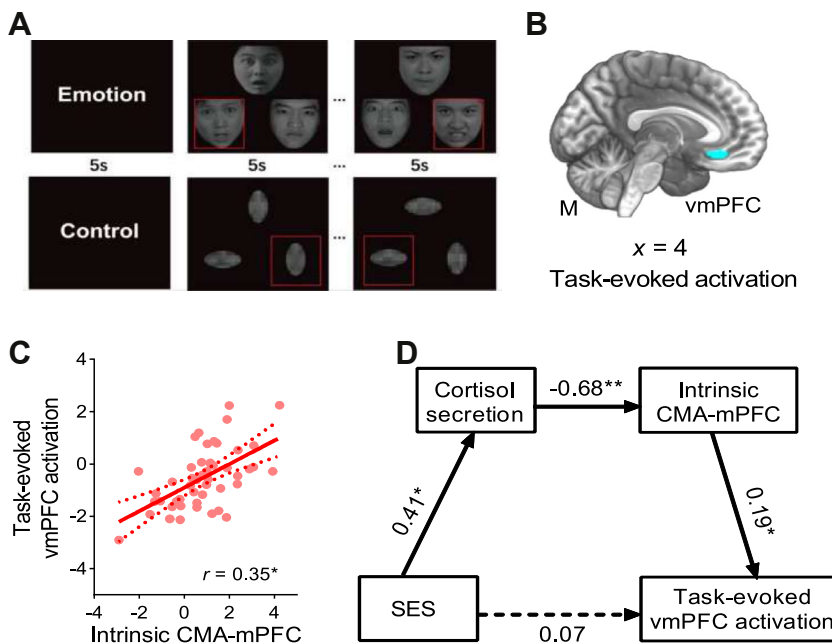 A
Emotion
...
5s
5s
...
5s
Control
...
B
M
vmPFC
x = 4
Task-evoked activation
C
Task-evoked
vmPFC activation
4
2
0
-2
-4
-4
-2
0
2
4
r = 0.35*
Intrinsic CMA-mPFC
D
Cortisol
secretion
-0.68**
Intrinsic
CMA-mPFC
0.41*
0.19*
SES
0.07
Task-evoked
vmPFC activation